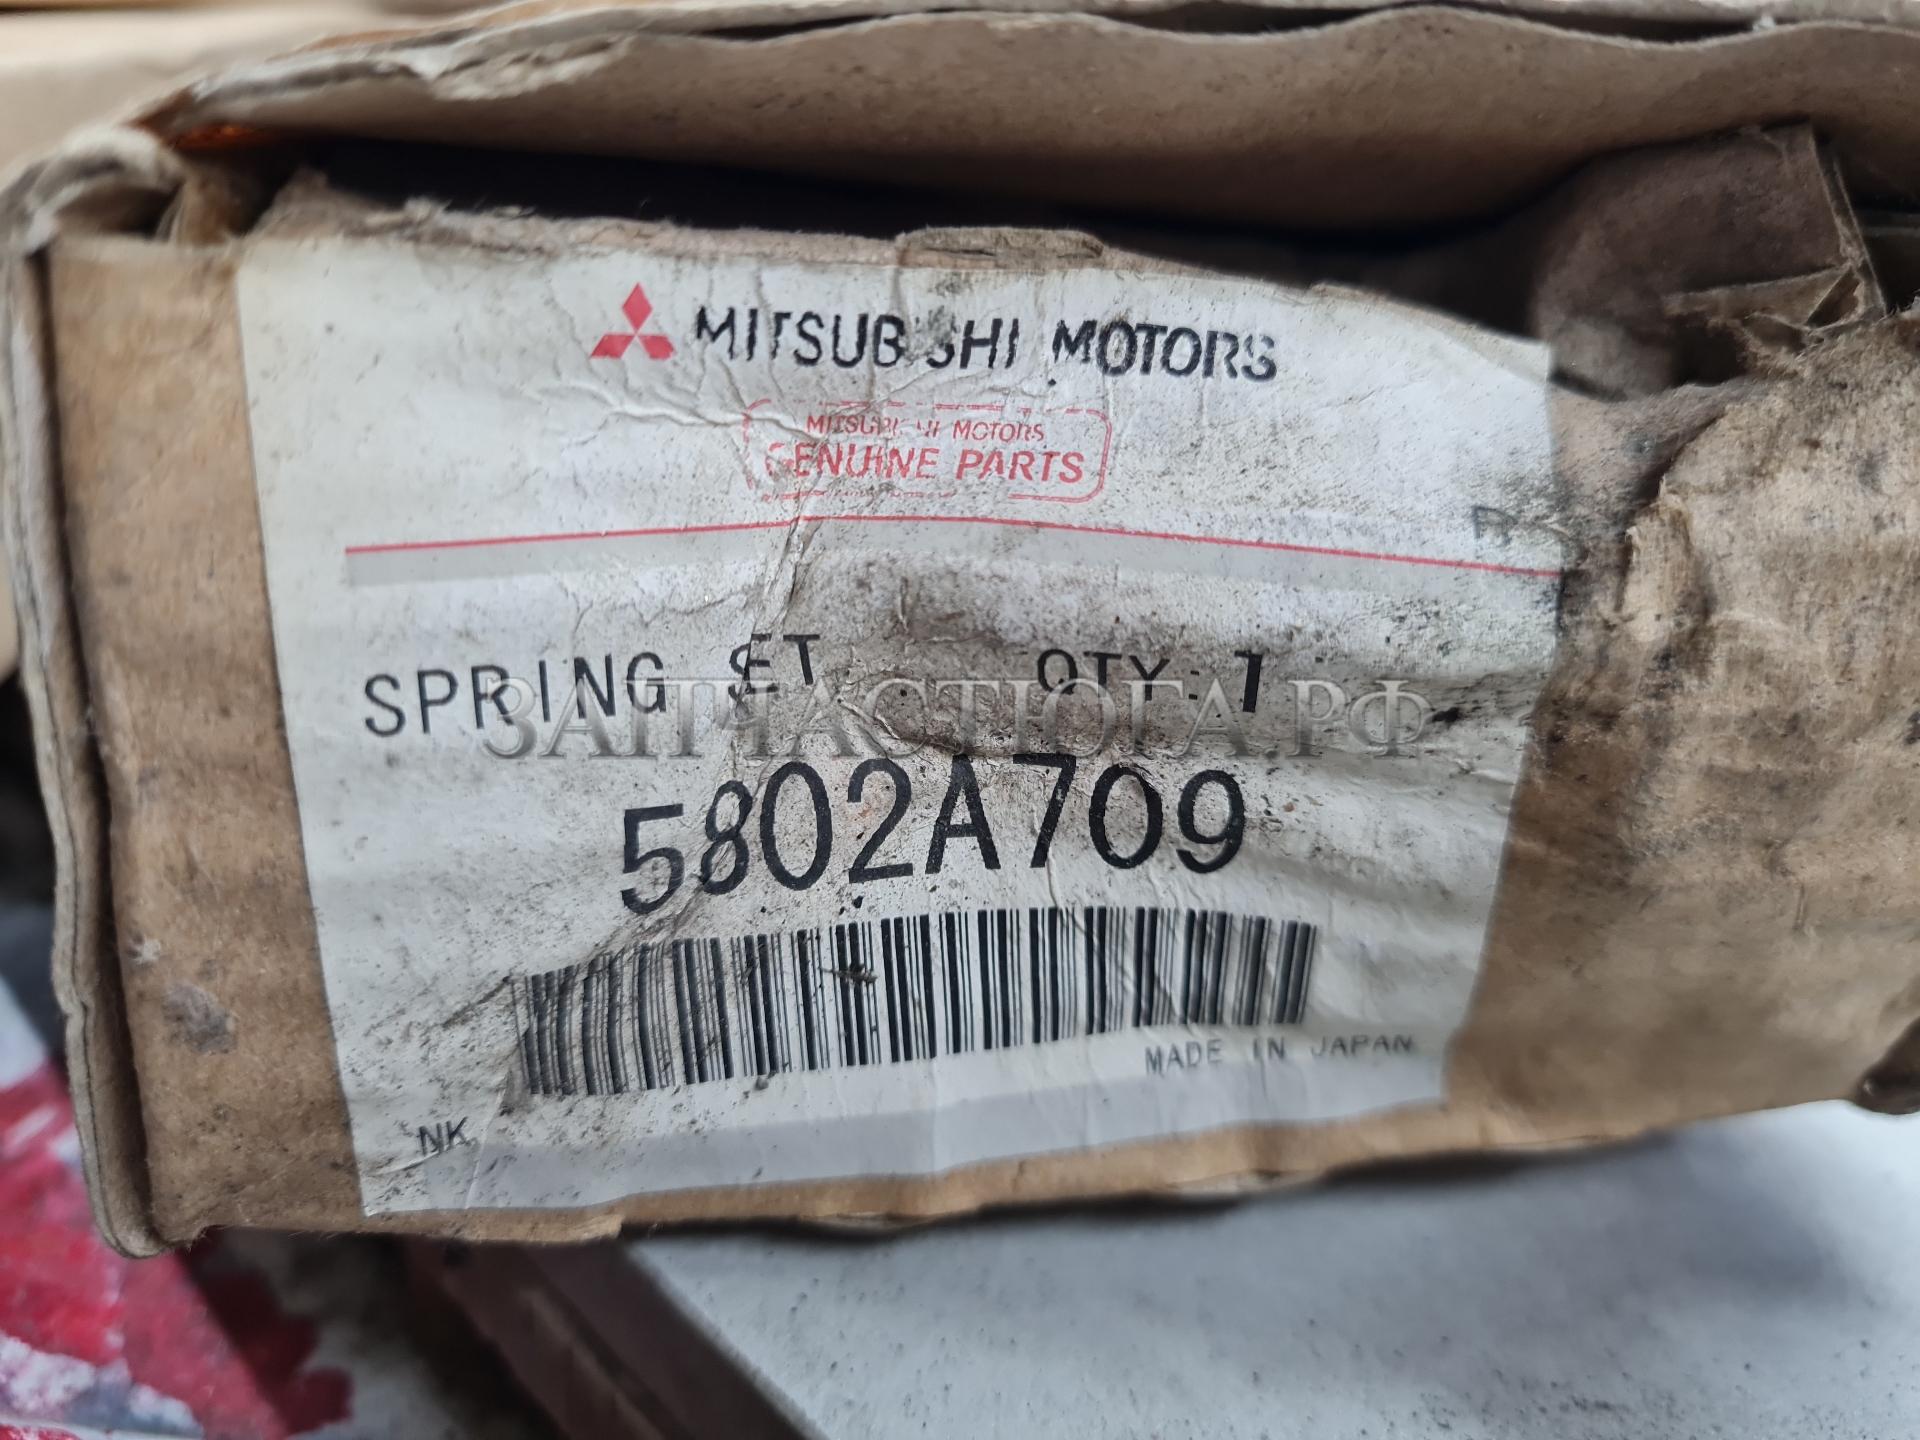 MITSUBISHI MOTORS
MITSUBISHI MOTORS
GENUINE PARTS
SPRING SET QTY: 1
ЗАПЧАСТЮГА.РФ
5802A709
MADE IN JAPAN
NK